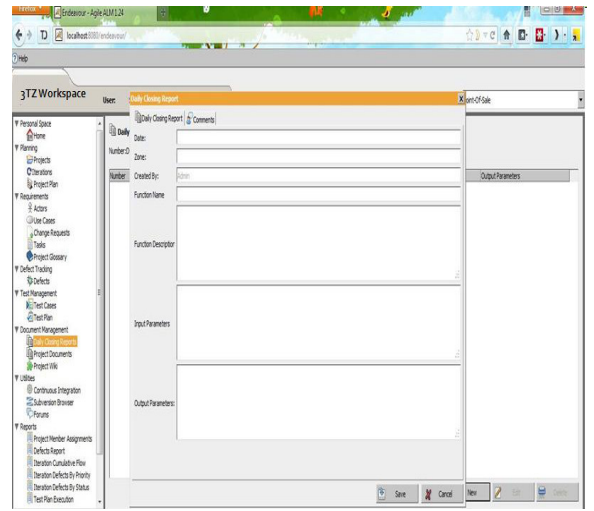 Firefox
Endeavour - Agile ALM 1.24
localhost:8080/endeavour/
Help
3TZ Workspace
User:
Daily Closing Report
X
oint-Of-Sale
Personal Space
Home
Planning
Projects
Iterations
Project Plan
Requirements
Actors
Use Cases
Change Requests
Tasks
Project Glossary
Defect Tracking
Defects
Test Management
Test Cases
Test Plan
Document Management
Daily Closing Reports
Project Documents
Project Wiki
Utilities
Continuous Integration
Subversion Browser
Forums
Reports
Project Member Assignments
Defects Report
Iteration Cumulative Flow
Iteration Defects By Priority
Iteration Defects By Status
Test Plan Execution
Daily
Number:D
Number
Daily Closing Report
Comments
Date:
Zone:
Created By:
Admin
Function Name
Function Description
Input Parameters
Output Parameters:
Output Parameters
Save
Cancel
New
Edit
Delete